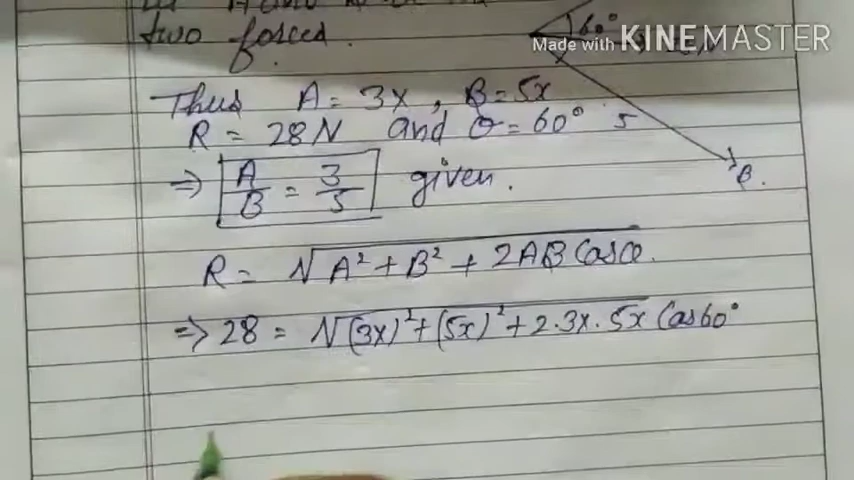 two forces.
60°
Made with KINEMASTER
Thus A = 3x , B = 5x
R = 28N and θ = 60° 5
B.
⇒ A/B = 3/5 given.
R = √A² + B² + 2AB Cosθ.
⇒ 28 = √(3x)² + (5x)² + 2·3x·5x Cos60°